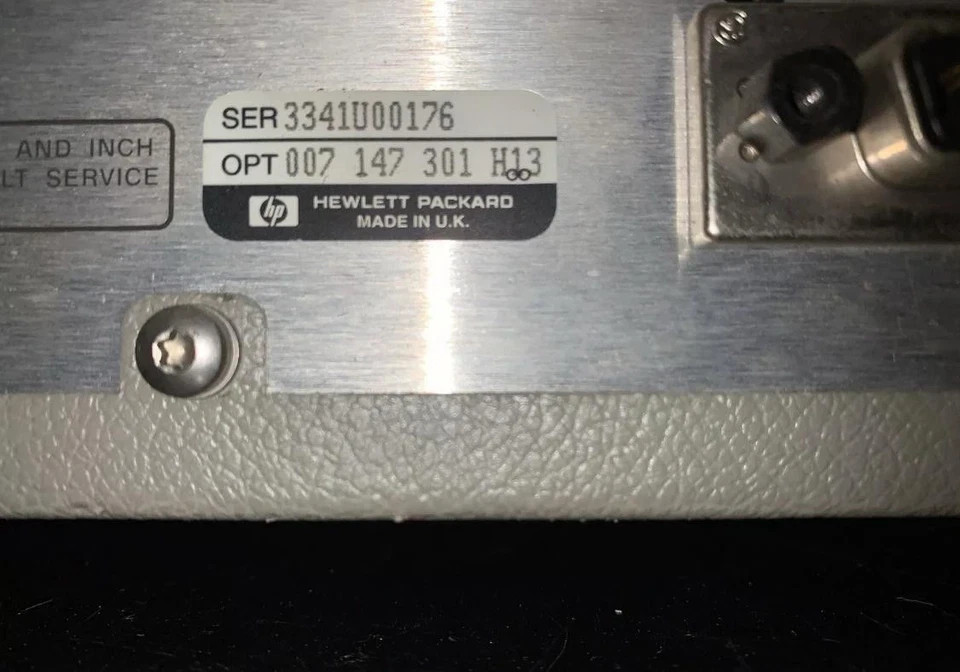 SER 3341U00176
AND INCH
OPT 007 147 301 H13
LT SERVICE
hp HEWLETT PACKARD
MADE IN U.K.